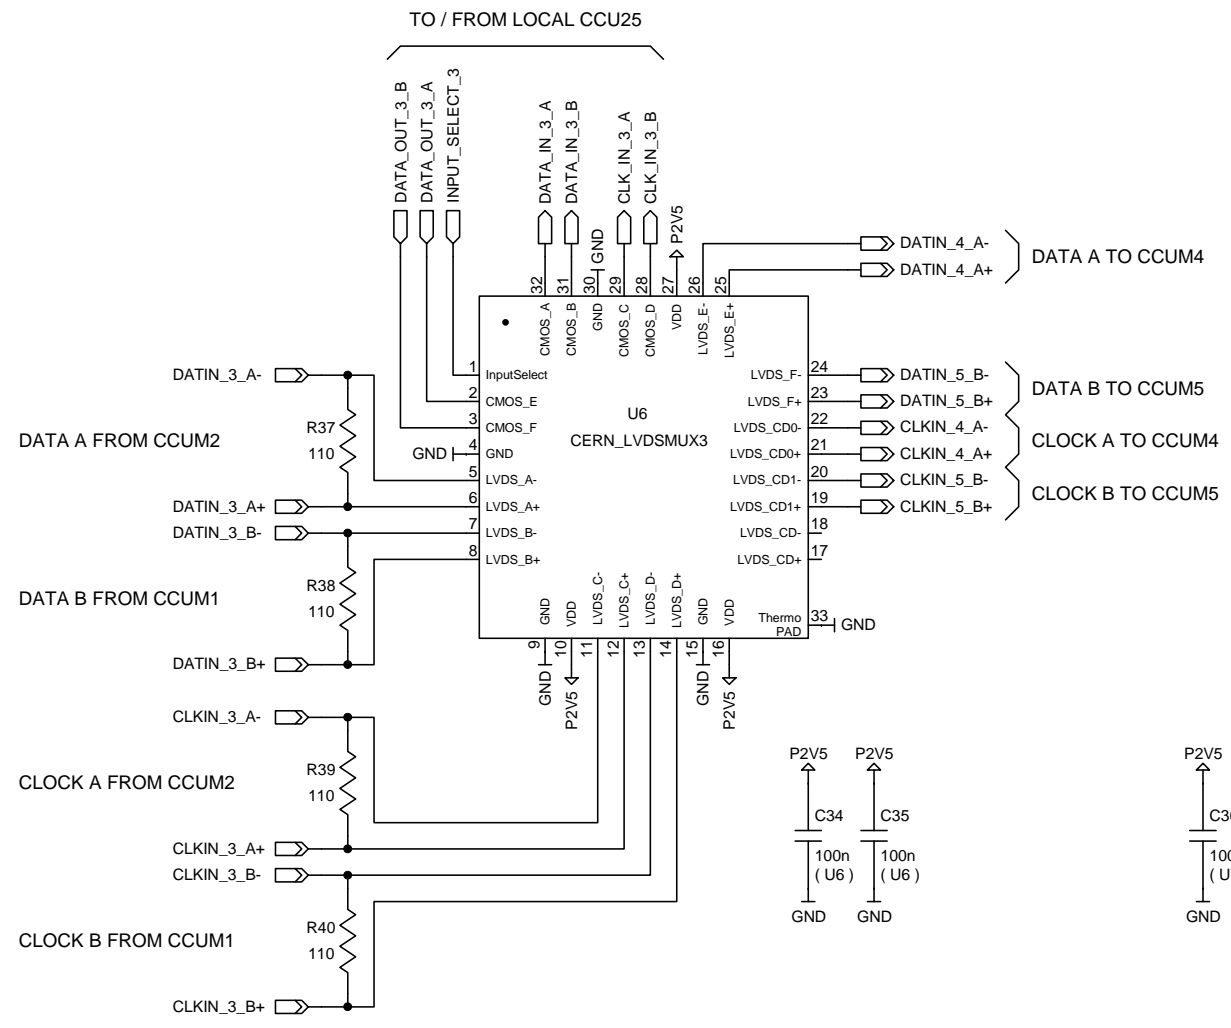 TO / FROM LOCAL CCU25
DATA_OUT_3_B
DATA_OUT_3_A
INPUT_SELECT_3
DATA_IN_3_A
DATA_IN_3_B
GND
CLK_IN_3_A
CLK_IN_3_B
P2V5
32
31
30
29
28
27
26
25
CMOS_A
CMOS_B
GND
CMOS_C
CMOS_D
VDD
LVDS_E-
LVDS_E+
DATIN_4_A-
DATIN_4_A+
DATA A TO CCUM4
DATIN_3_A-
R37
110
DATA A FROM CCUM2
DATIN_3_A+
DATIN_3_B-
R38
110
DATA B FROM CCUM1
DATIN_3_B+
1 InputSelect
2 CMOS_E
3 CMOS_F
GND 4 GND
5 LVDS_A-
6 LVDS_A+
7 LVDS_B-
8 LVDS_B+
U6
CERN_LVDSMUX3
LVDS_F- 24 DATIN_5_B-
LVDS_F+ 23 DATIN_5_B+
LVDS_CD0- 22 CLKIN_4_A-
LVDS_CD0+ 21 CLKIN_4_A+
LVDS_CD1- 20 CLKIN_5_B-
LVDS_CD1+ 19 CLKIN_5_B+
LVDS_CD- 18
LVDS_CD+ 17
DATA B TO CCUM5
CLOCK A TO CCUM4
CLOCK B TO CCUM5
Thermo 33 GND
PAD
GND
VDD
LVDS_C-
LVDS_C+
LVDS_D-
LVDS_D+
GND
VDD
9
10
11
12
13
14
15
16
GND
P2V5
GND
P2V5
CLKIN_3_A-
R39
110
CLOCK A FROM CCUM2
CLKIN_3_A+
CLKIN_3_B-
R40
110
CLOCK B FROM CCUM1
CLKIN_3_B+
P2V5
C34
100n
( U6 )
GND
P2V5
C35
100n
( U6 )
GND
P2V5
GND